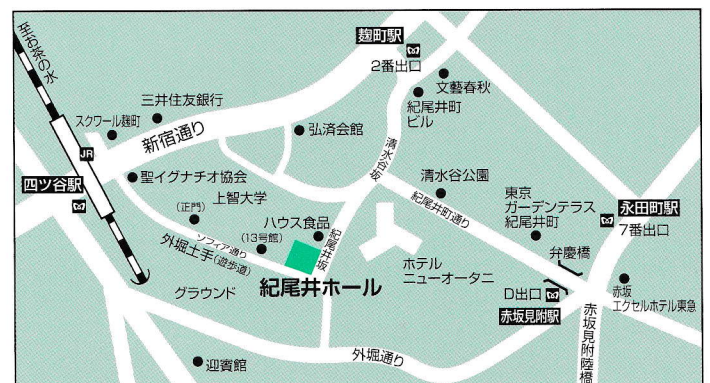 至お茶の水
麹町駅
2番出口
文藝春秋
紀尾井町
ビル
三井住友銀行
スクワール麹町
新宿通り
弘済会館
清水谷坂
JR
四ツ谷駅
聖イグナチオ協会
上智大学
(正門)
ハウス食品
(13号館)
ソフィア通り
外堀土手(遊歩道)
紀尾井坂
清水谷公園
紀尾井町通り
東京
ガーデンテラス
紀尾井町
永田町駅
7番出口
弁慶橋
ホテル
ニューオータニ
グラウンド
紀尾井ホール
D出口
赤坂見附駅
赤坂
エクセルホテル東急
赤坂見附陸橋
外堀通り
迎賓館